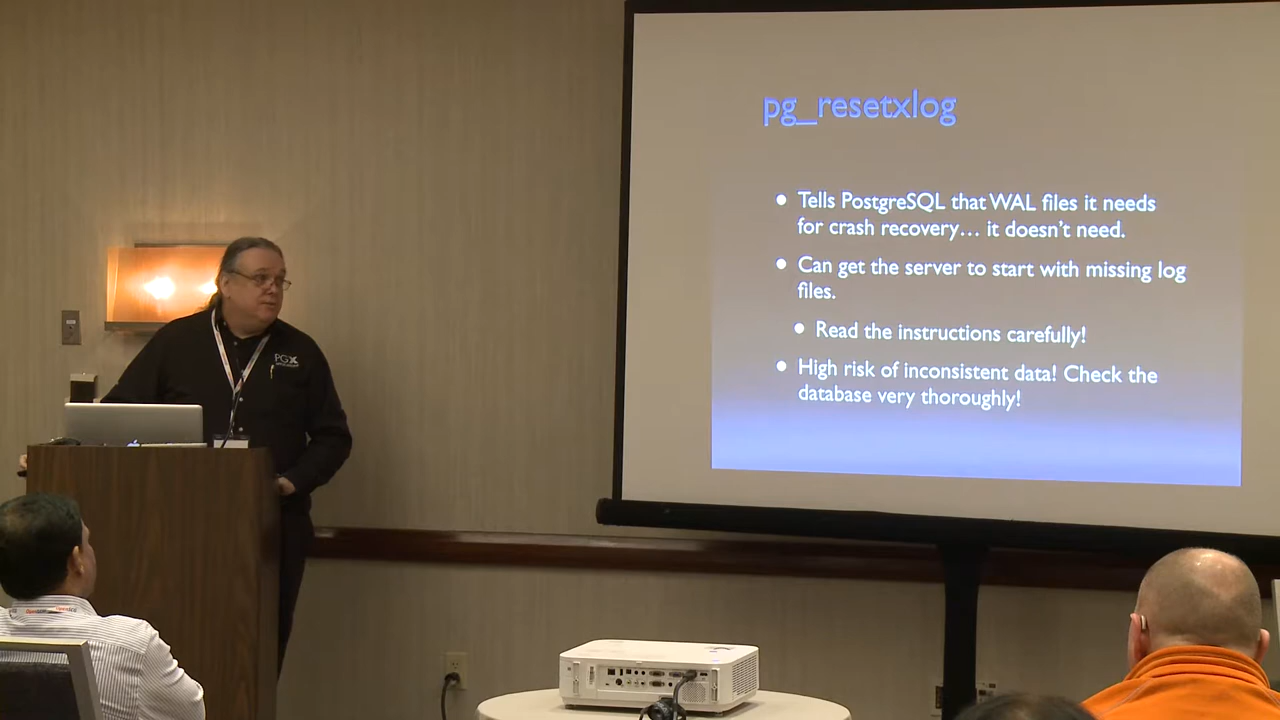 pg_resetxlog
Tells PostgreSQL that WAL files it needs
for crash recovery… it doesn't need.
Can get the server to start with missing log
files.
Read the instructions carefully!
High risk of inconsistent data! Check the
database very thoroughly!
PGX